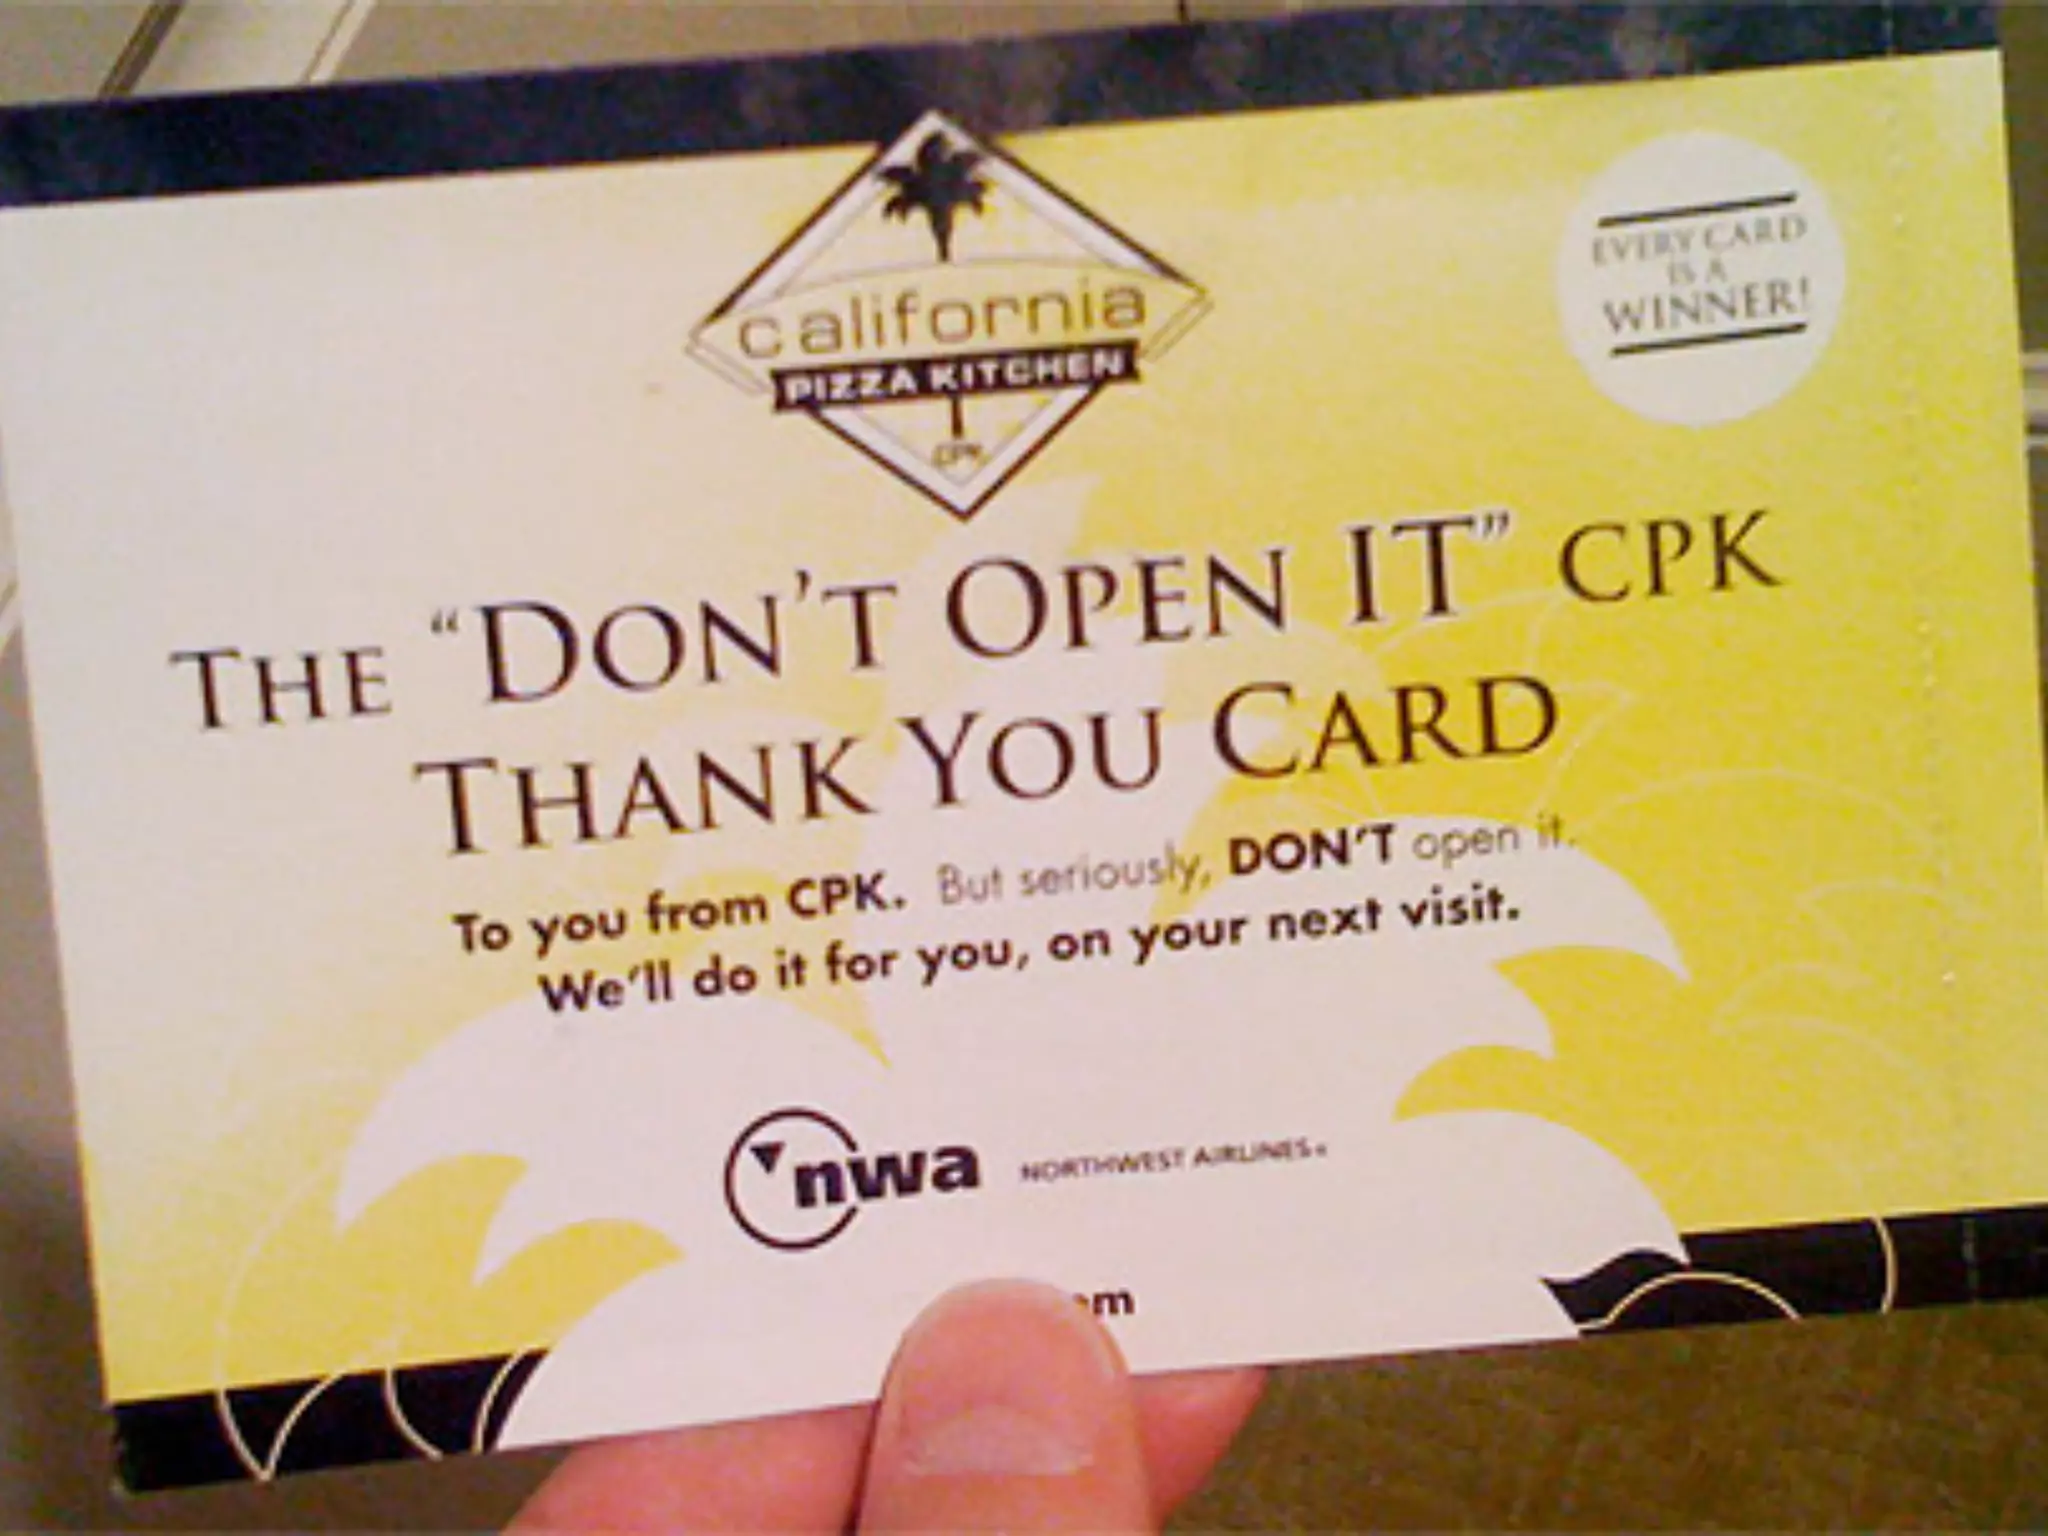 EVERY CARD
IS A
WINNER!
california
PIZZA KITCHEN
CPK
THE "DON'T OPEN IT" CPK
THANK YOU CARD
To you from CPK. But seriously, DON'T open it.
We'll do it for you, on your next visit.
nwa NORTHWEST AIRLINES®